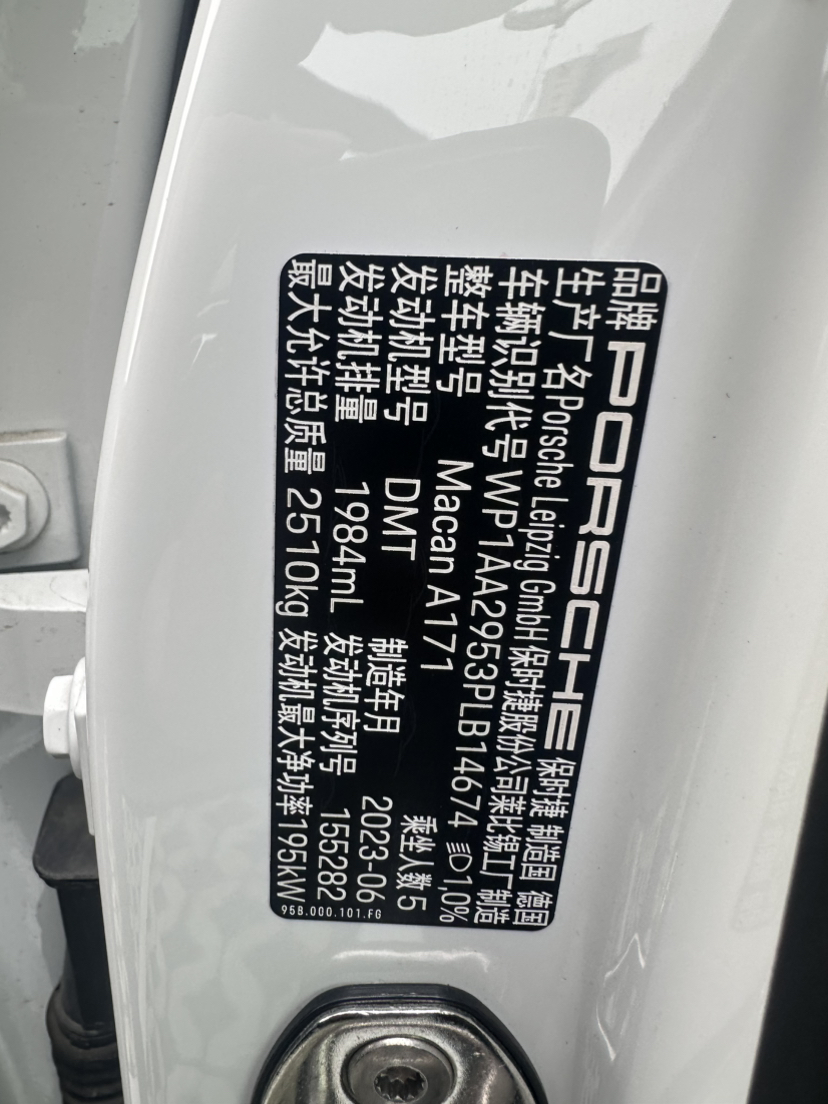 品牌 PORSCHE 保时捷 制造国 德国
生产厂名 Porsche Leipzig GmbH 保时捷股份公司莱比锡工厂 制造
车辆识别代号 WP1AA2953PLB14674 1,0%
整车型号 Macan A171 乘坐人数 5
发动机型号 DMT 制造年月 2023-06
发动机排量 1984mL 发动机序列号 155282
最大允许总质量 2510kg 发动机最大净功率 195kW
95B.000.101.FG